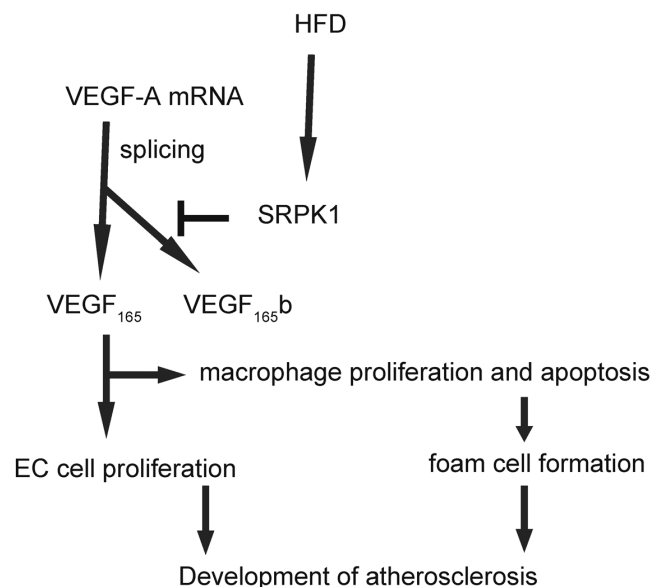 HFD
VEGF-A mRNA
splicing
SRPK1
VEGF165
VEGF165b
macrophage proliferation and apoptosis
EC cell proliferation
foam cell formation
Development of atherosclerosis